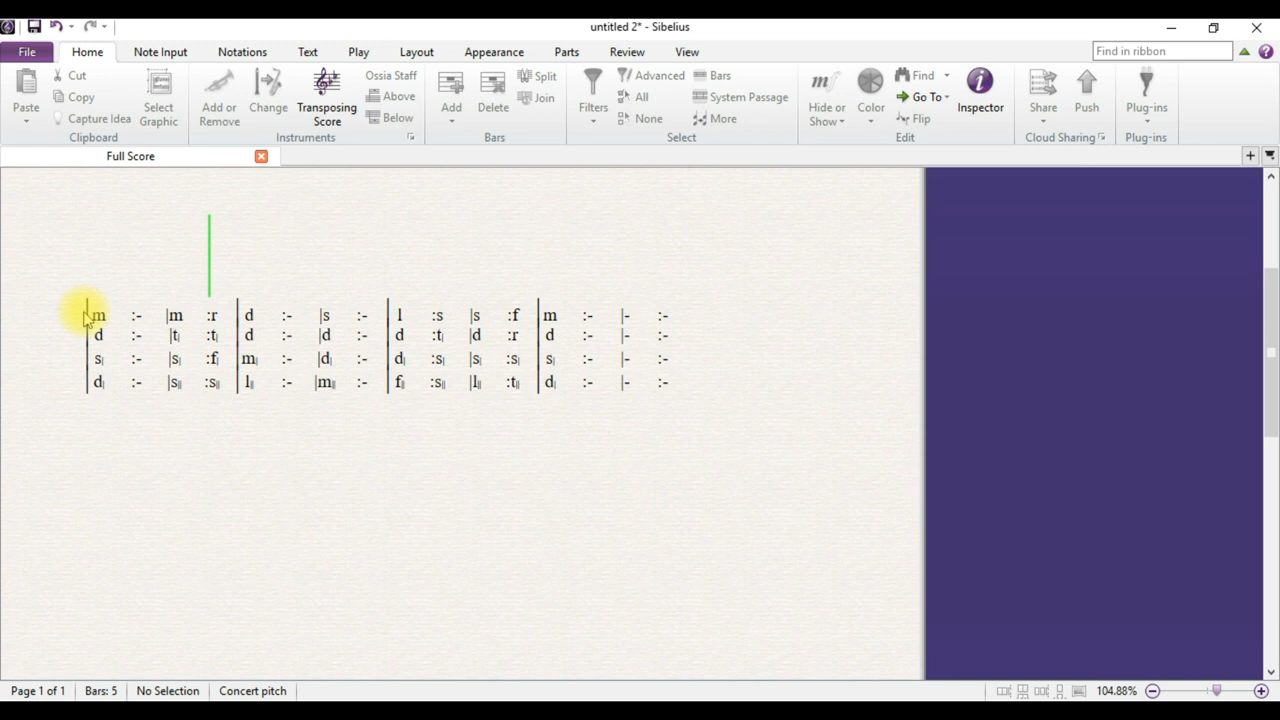 untitled 2* - Sibelius
File Home Note Input Notations Text Play Layout Appearance Parts Review View Find in ribbon
Paste Cut Copy Capture Idea Select Graphic Clipboard
Add or Remove Change Transposing Score Ossia Staff Above Below Instruments
Add Delete Split Join Bars
Filters Advanced All None Bars System Passage More Select
Hide or Show Color Find Go To Flip Inspector Edit
Share Push Cloud Sharing
Plug-ins Plug-ins
Full Score
|m :- |m :r |d :- |s :- |l :s |s :f |m :- |- :-
|d :- |t| :t| |d :- |d :- |d :t| |d :r |d :- |- :-
|s| :- |s| :f| |m| :- |d| :- |d| :s| |s| :s| |s| :- |- :-
|d| :- |s|| :s|| |l|| :- |m|| :- |f|| :s|| |l|| :t|| |d| :- |- :-
Page 1 of 1 Bars: 5 No Selection Concert pitch 104.88%